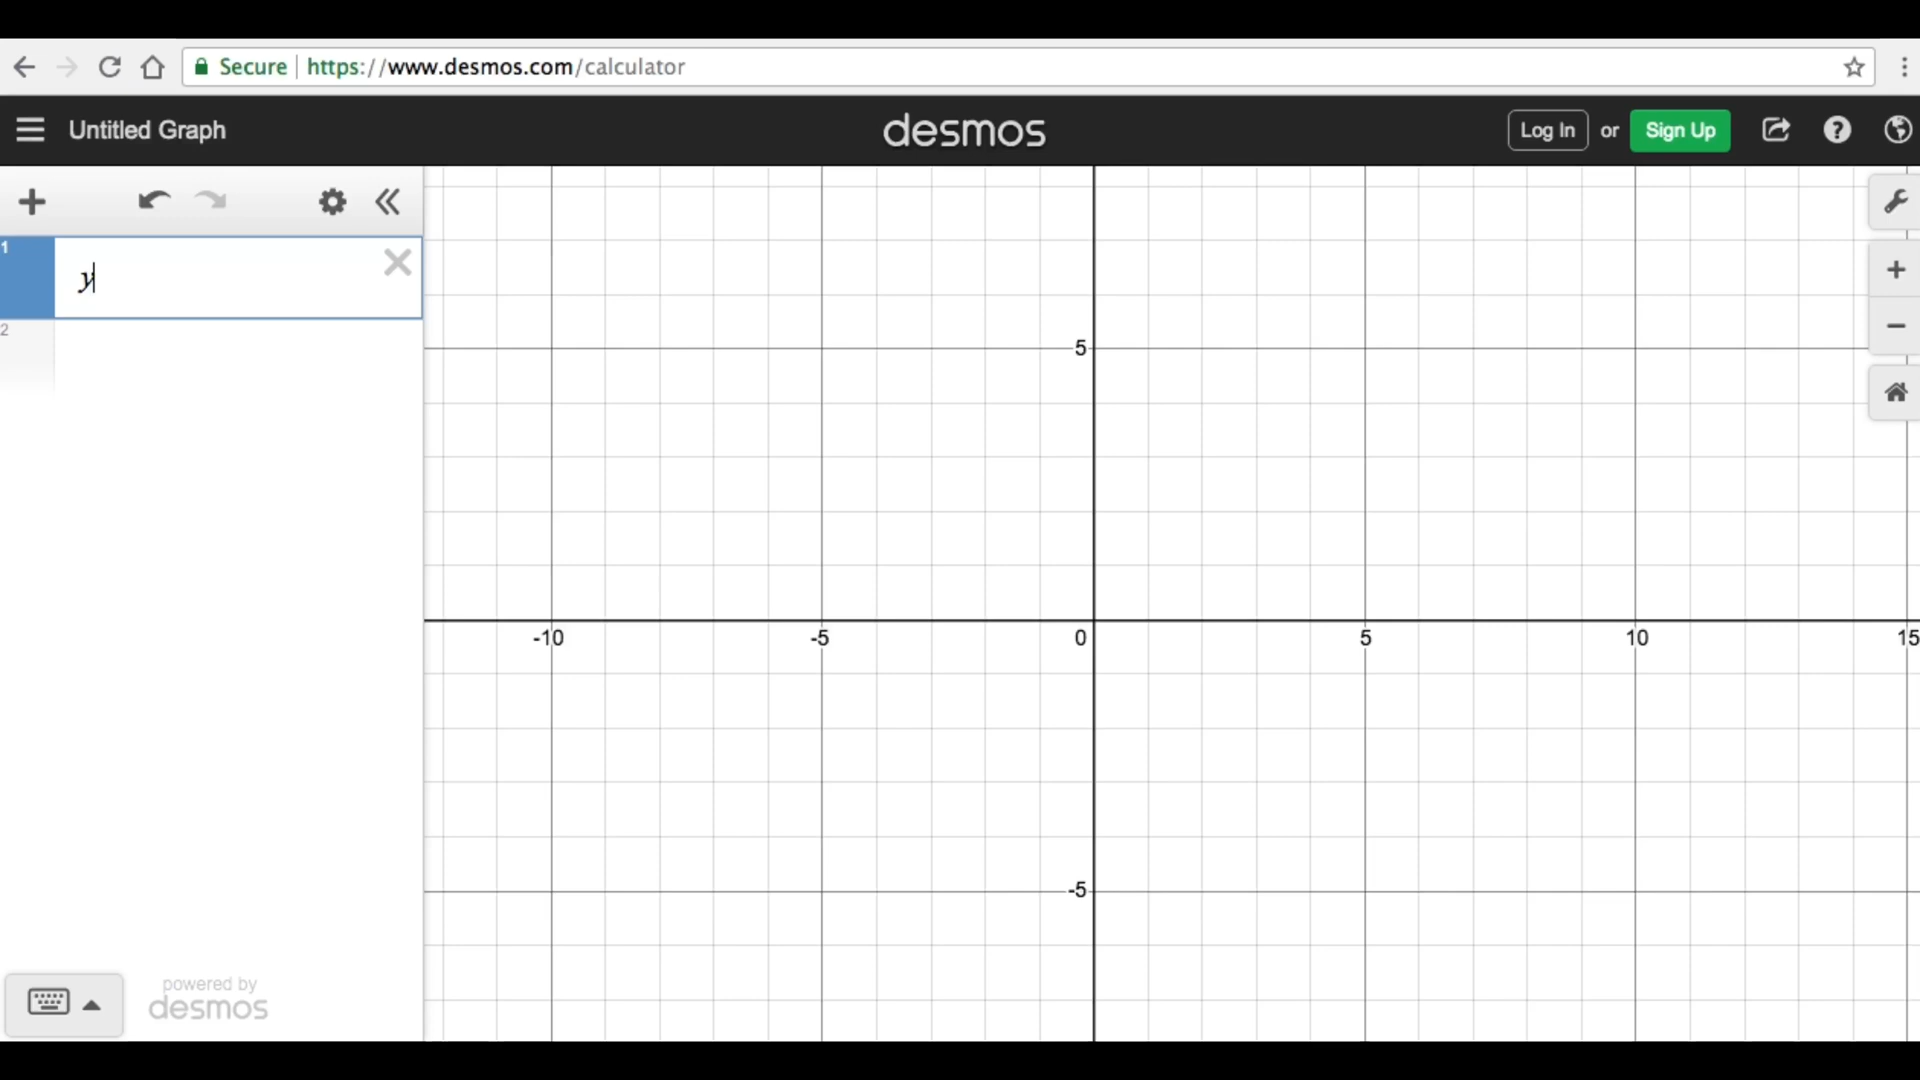 Secure https://www.desmos.com/calculator
Untitled Graph
desmos
Log In or Sign Up
1
y
2
5
-10 -5 0 5 10 15
-5
powered by
desmos